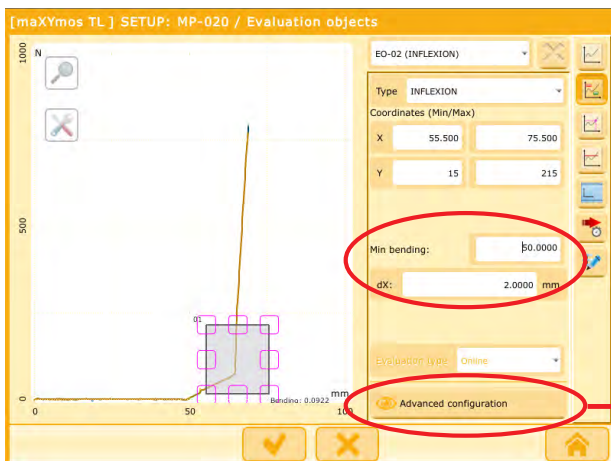 [maXYmos TL ] SETUP: MP-020 / Evaluation objects
1000
N
500
0
0
50
100
mm
01
Bending: 0.0922
EO-02 (INFLEXION)
Type INFLEXION
Coordinates (Min/Max)
X 55.500 75.500
Y 15 215
Min bending: 50.0000
dX: 2.0000 mm
Evaluation type Online
Advanced configuration